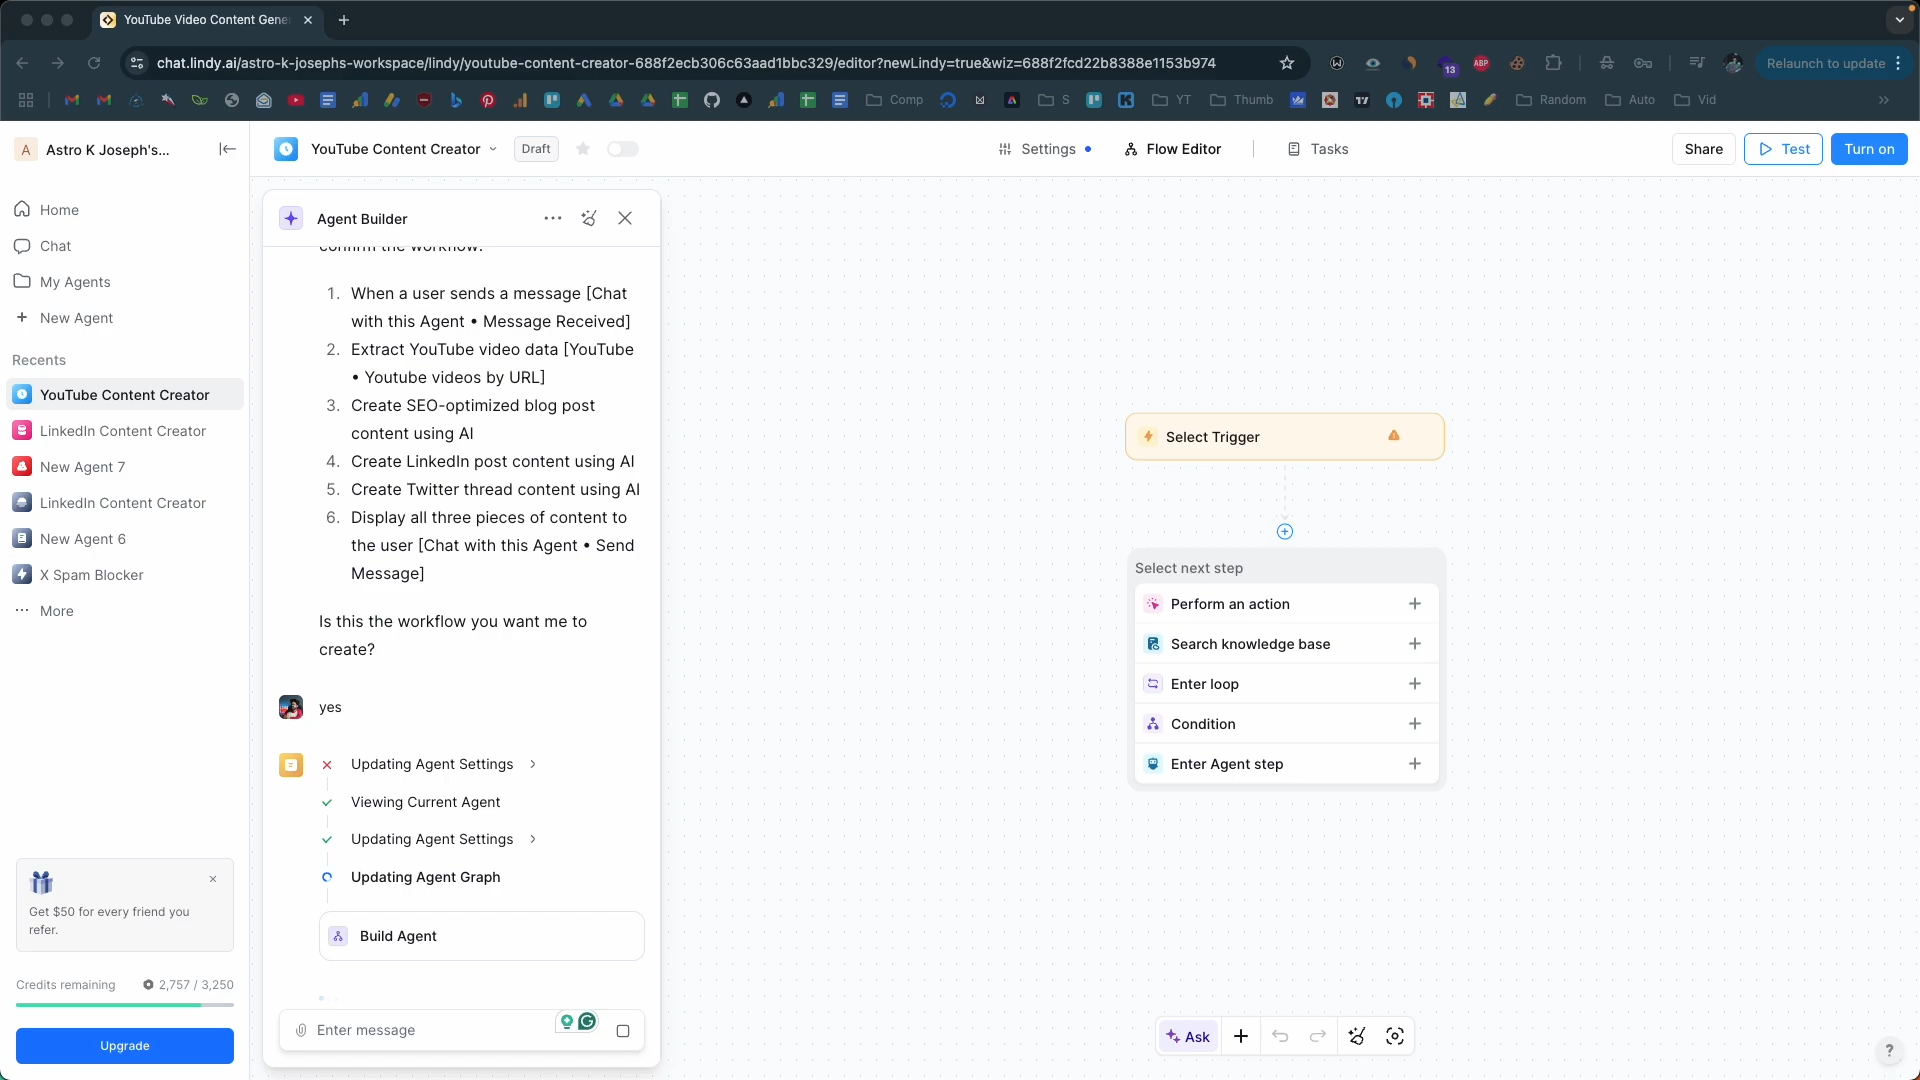 YouTube Video Content Gene
chat.lindy.ai/astro-k-josephs-workspace/lindy/youtube-content-creator-688f2ecb306c63aad1bbc329/editor?newLindy=true&wiz=688f2fcd22b8388e1153b974
13
ABP
Relaunch to update
Comp
S
YT
Thumb
Random
Auto
Vid
A
Astro K Joseph's...
YouTube Content Creator
Draft
Settings
Flow Editor
Tasks
Share
Test
Turn on
Home
Chat
My Agents
New Agent
Recents
YouTube Content Creator
LinkedIn Content Creator
New Agent 7
LinkedIn Content Creator
New Agent 6
X Spam Blocker
More
Get $50 for every friend you
refer.
Credits remaining
2,757 / 3,250
Upgrade
Agent Builder
confirm the workflow:
1. When a user sends a message [Chat
with this Agent • Message Received]
2. Extract YouTube video data [YouTube
• Youtube videos by URL]
3. Create SEO-optimized blog post
content using AI
4. Create LinkedIn post content using AI
5. Create Twitter thread content using AI
6. Display all three pieces of content to
the user [Chat with this Agent • Send
Message]
Is this the workflow you want me to
create?
yes
Updating Agent Settings
Viewing Current Agent
Updating Agent Settings
Updating Agent Graph
Build Agent
Enter message
Select Trigger
Select next step
Perform an action
Search knowledge base
Enter loop
Condition
Enter Agent step
Ask
?